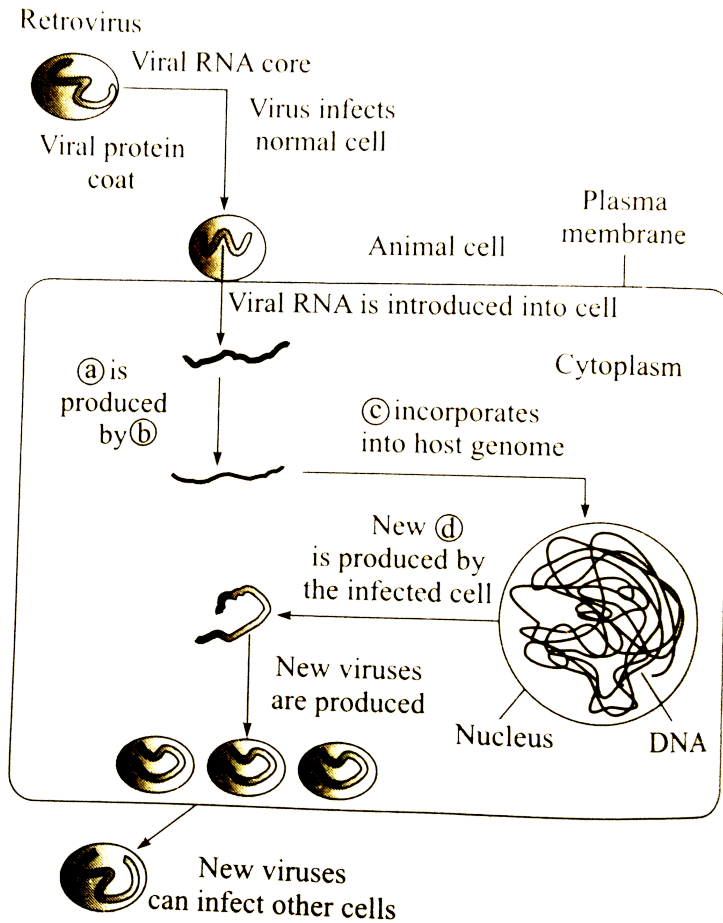 Retrovirus
Viral RNA core
Virus infects
normal cell
Viral protein
coat
Plasma
membrane
Animal cell
Viral RNA is introduced into cell
Cytoplasm
ⓐ is
produced
by ⓑ
ⓒ incorporates
into host genome
New ⓓ
is produced by
the infected cell
New viruses
are produced
Nucleus
DNA
New viruses
can infect other cells